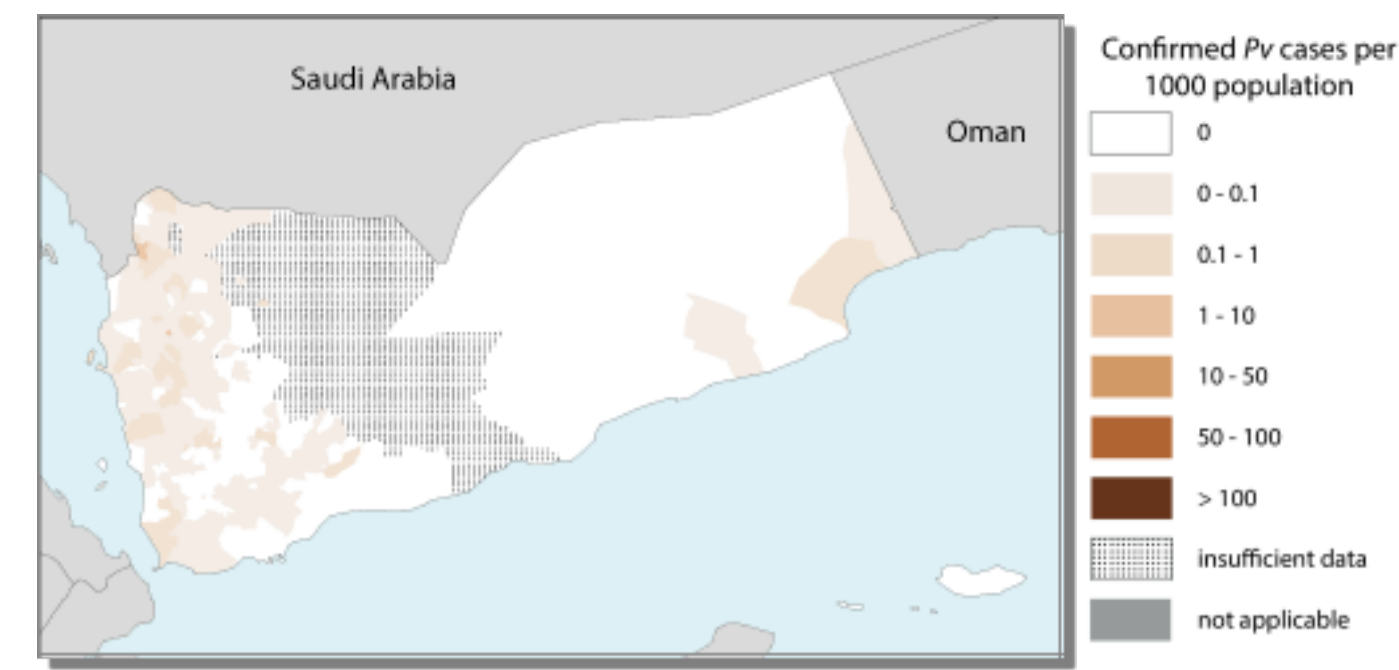 Saudi Arabia
Oman
Confirmed Pv cases per
1000 population
0
0 - 0.1
0.1 - 1
1 - 10
10 - 50
50 - 100
> 100
insufficient data
not applicable